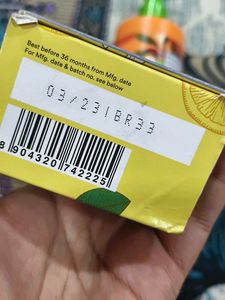 Best before 36 months from Mfg. date
For Mfg. date & batch no. see below
03/23|BR33
8 904320 742225